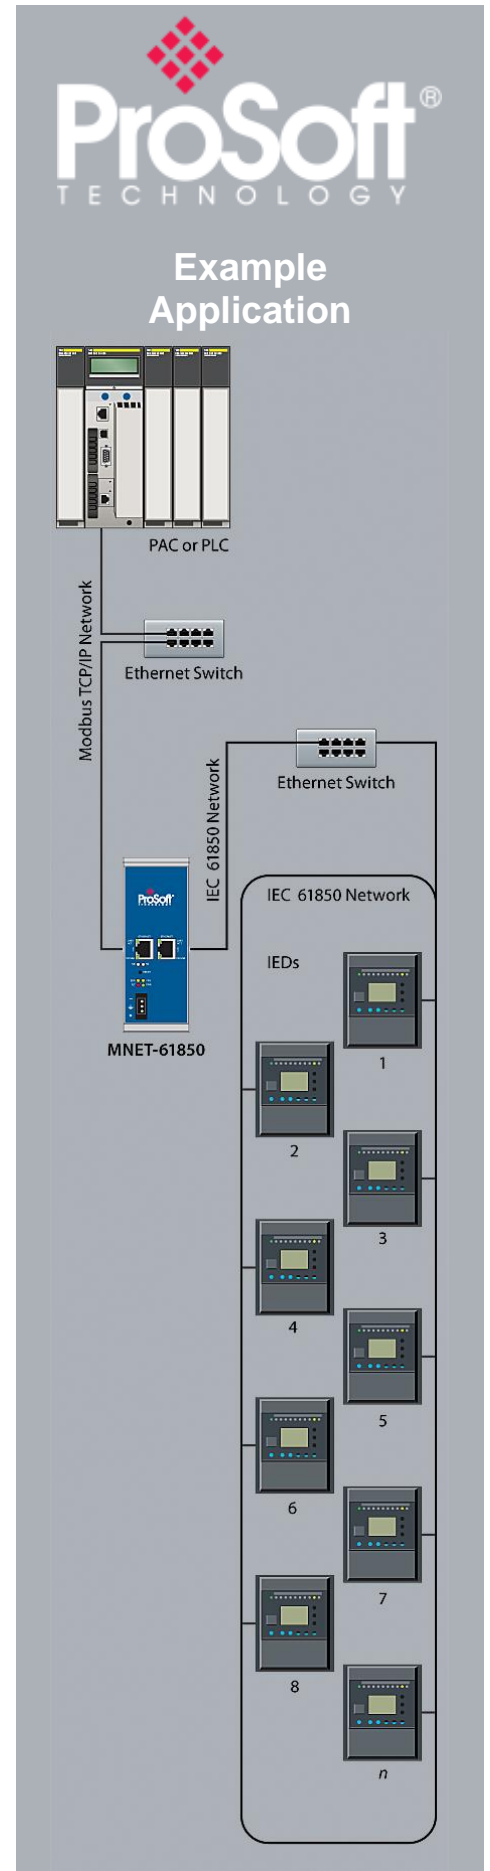 ProSoft®
TECHNOLOGY
Example
Application
PAC or PLC
Modbus TCP/IP Network
Ethernet Switch
Ethernet Switch
IEC 61850 Network
IEC 61850 Network
ProSoft
IEDs
MNET-61850
1
2
3
4
5
6
7
8
n